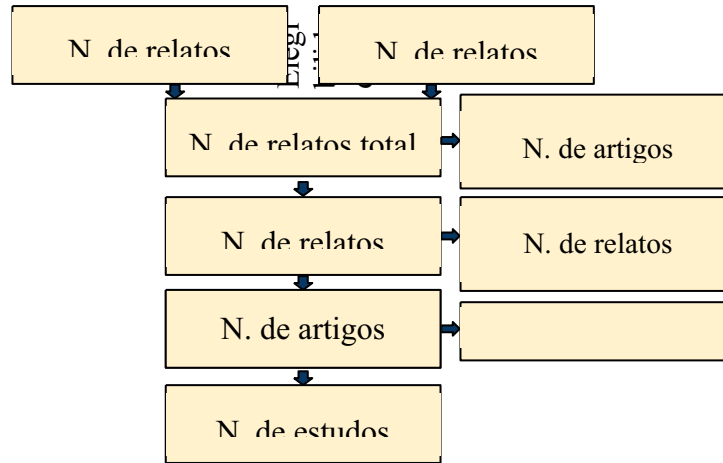 N. de relatos
N. de relatos
N. de relatos total
N. de artigos
N. de relatos
N. de relatos
N. de artigos
N. de estudos